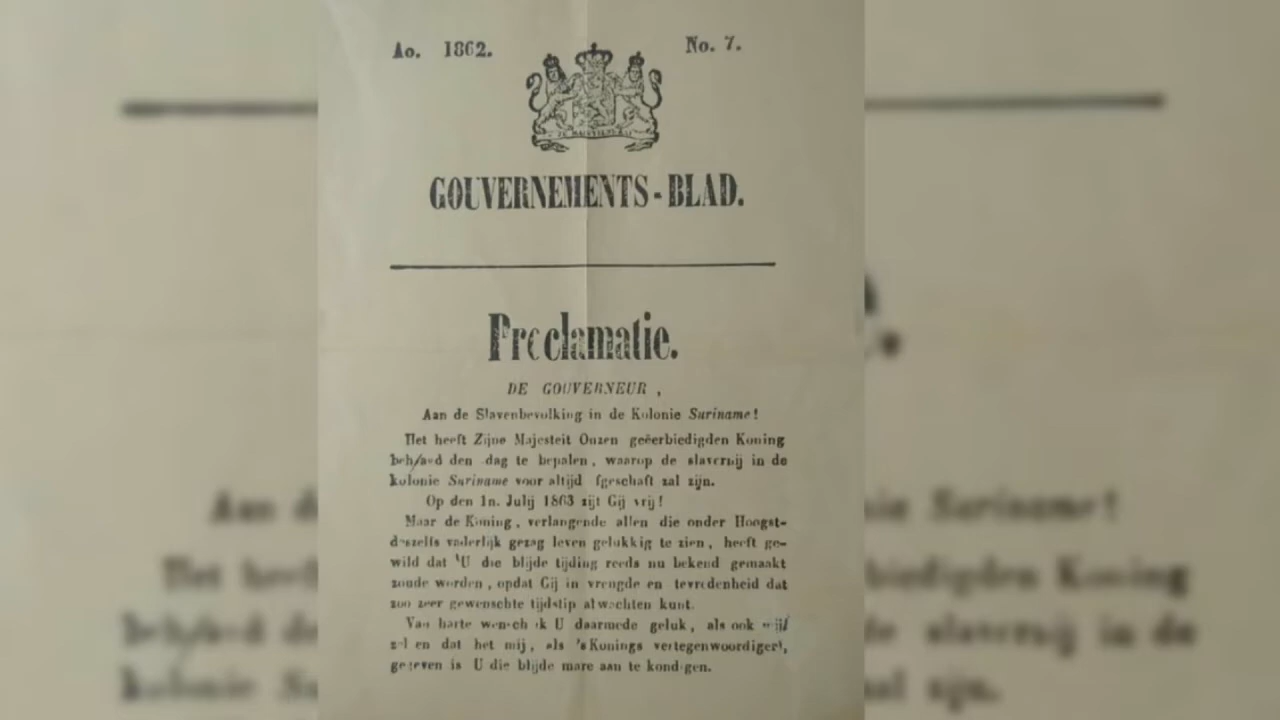 Ao. 1862.
No. 7.
JE MAINTIENDRAI
GOUVERNEMENTS-BLAD.
Proclamatie.
DE GOUVERNEUR,
Aan de Slavenbevolking in de Kolonie Suriname!
Het heeft Zijne Majesteit Onzen geëerbiedigden Koning
behaagd den dag te bepalen, waarop de slavernij in de
kolonie Suriname voor altijd afgeschaft zal zijn.
Op den 1n. Julij 1863 zijt Gij vrij!
Maar de Koning, verlangende allen die onder Hoogst-
deszelfs vaderlijk gezag leven gelukkig te zien, heeft ge-
wild dat U die blijde tijding reeds nu bekend gemaakt
zoude worden, opdat Gij in vreugde en tevredenheid dat
zoo zeer gewenschte tijdstip afwachten kunt.
Van harte wensch ik U daarmede geluk, als ook mij
zelven dat het mij, als 's Konings vertegenwoordiger,
gegeven is U die blijde mare aan te kondigen.